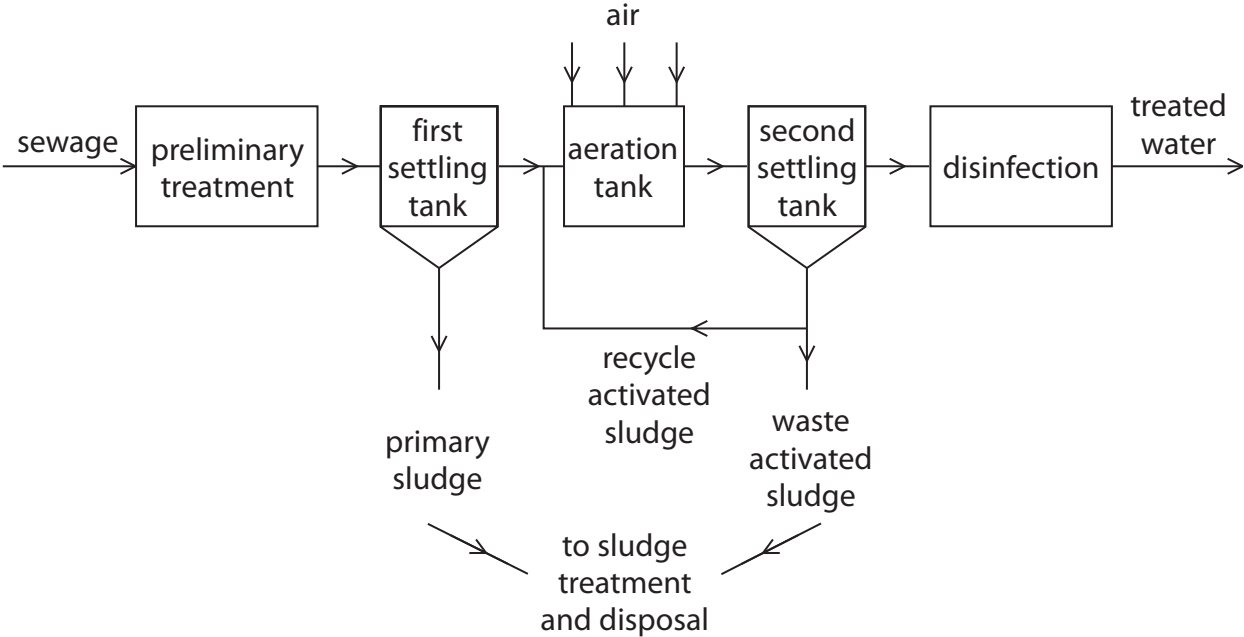 air
sewage
preliminary
treatment
first
settling
tank
aeration
tank
second
settling
tank
disinfection
treated
water
recycle
activated
sludge
primary
sludge
waste
activated
sludge
to sludge
treatment
and disposal